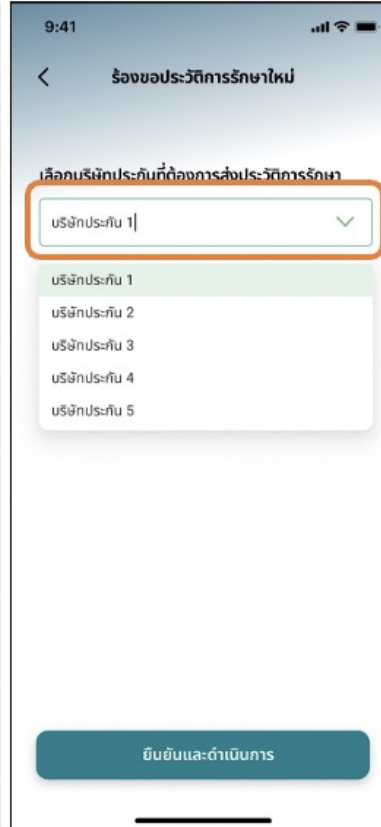 9:41
ร้องขอประวัติการรักษาใหม่
เลือกบริษัทประกันที่ต้องการส่งประวัติการรักษา
บริษัทประกัน 1
บริษัทประกัน 1
บริษัทประกัน 2
บริษัทประกัน 3
บริษัทประกัน 4
บริษัทประกัน 5
ยืนยันและดำเนินการ